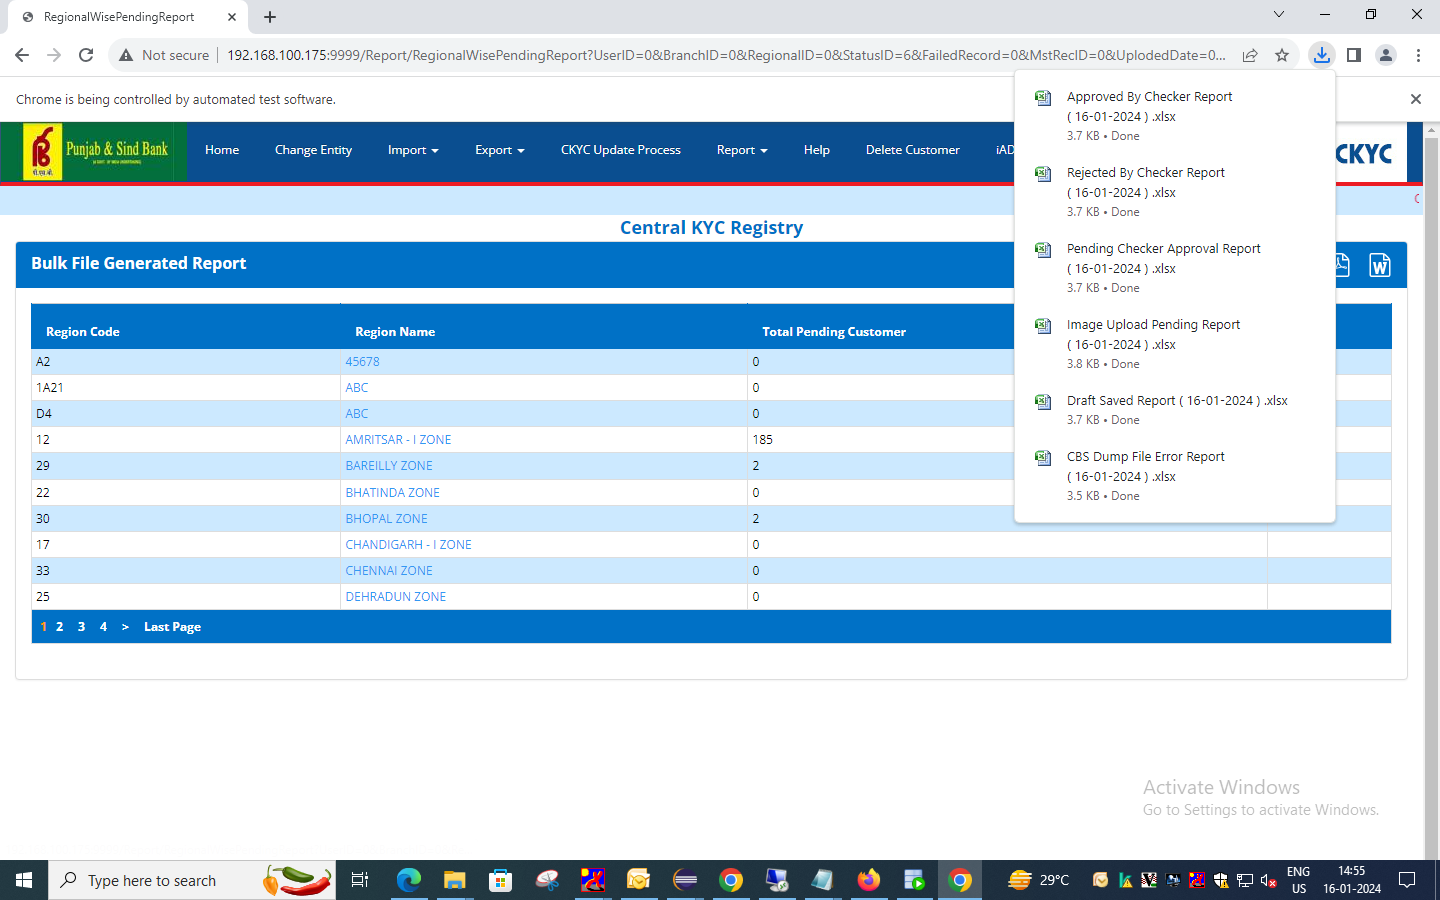 RegionalWisePendingReport
Not secure
192.168.100.175:9999/Report/RegionalWisePendingReport?UserID=0&BranchID=0&RegionalID=0&StatusID=6&FailedRecord=0&MstRecID=0&UplodedDate=0...
Chrome is being controlled by automated test software.
Punjab & Sind Bank
Home
Change Entity
Import
Export
CKYC Update Process
Report
Help
Delete Customer
iAD
CKYC
Central KYC Registry
Bulk File Generated Report
Region Code Region Name Total Pending Customer
A2 45678 0
1A21 ABC 0
D4 ABC 0
12 AMRITSAR - I ZONE 185
29 BAREILLY ZONE 2
22 BHATINDA ZONE 0
30 BHOPAL ZONE 2
17 CHANDIGARH - I ZONE 0
33 CHENNAI ZONE 0
25 DEHRADUN ZONE 0
1 2 3 4 > Last Page
Approved By Checker Report
( 16-01-2024 ) .xlsx
3.7 KB • Done
Rejected By Checker Report
( 16-01-2024 ) .xlsx
3.7 KB • Done
Pending Checker Approval Report
( 16-01-2024 ) .xlsx
3.7 KB • Done
Image Upload Pending Report
( 16-01-2024 ) .xlsx
3.8 KB • Done
Draft Saved Report ( 16-01-2024 ) .xlsx
3.7 KB • Done
CBS Dump File Error Report
( 16-01-2024 ) .xlsx
3.5 KB • Done
Activate Windows
Go to Settings to activate Windows.
Type here to search
29°C
ENG
US
14:55
16-01-2024